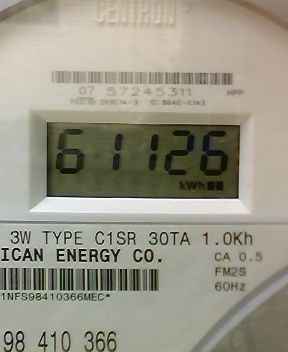 CENTRON
07 57245311 HPF
61126
kWh
3W TYPE C1SR 30TA 1.0Kh
ICAN ENERGY CO. CA 0.5
FM2S
1NFS98410366MEC* 60Hz
98 410 366